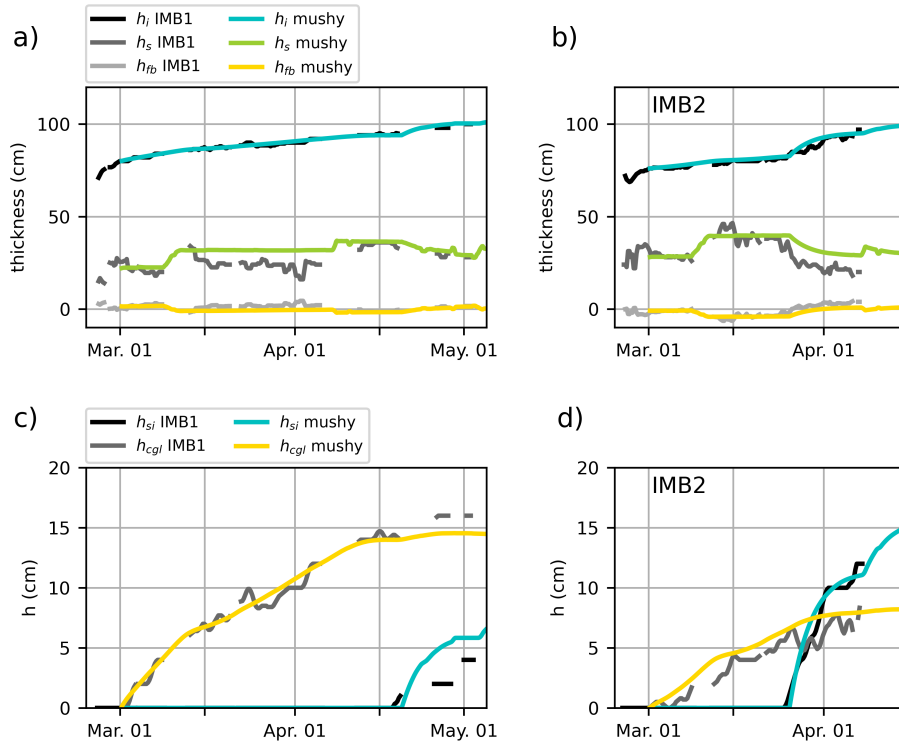 a)
h_i IMB1 h_i mushy
h_s IMB1 h_s mushy
h_fb IMB1 h_fb mushy
b)
IMB2
thickness (cm)
100
50
0
Mar. 01 Apr. 01 May. 01
thickness (cm)
100
50
0
Mar. 01 Apr. 01
c)
h_si IMB1 h_si mushy
h_cgl IMB1 h_cgl mushy
d)
IMB2
h (cm)
20
15
10
5
0
Mar. 01 Apr. 01 May. 01
h (cm)
20
15
10
5
0
Mar. 01 Apr. 01